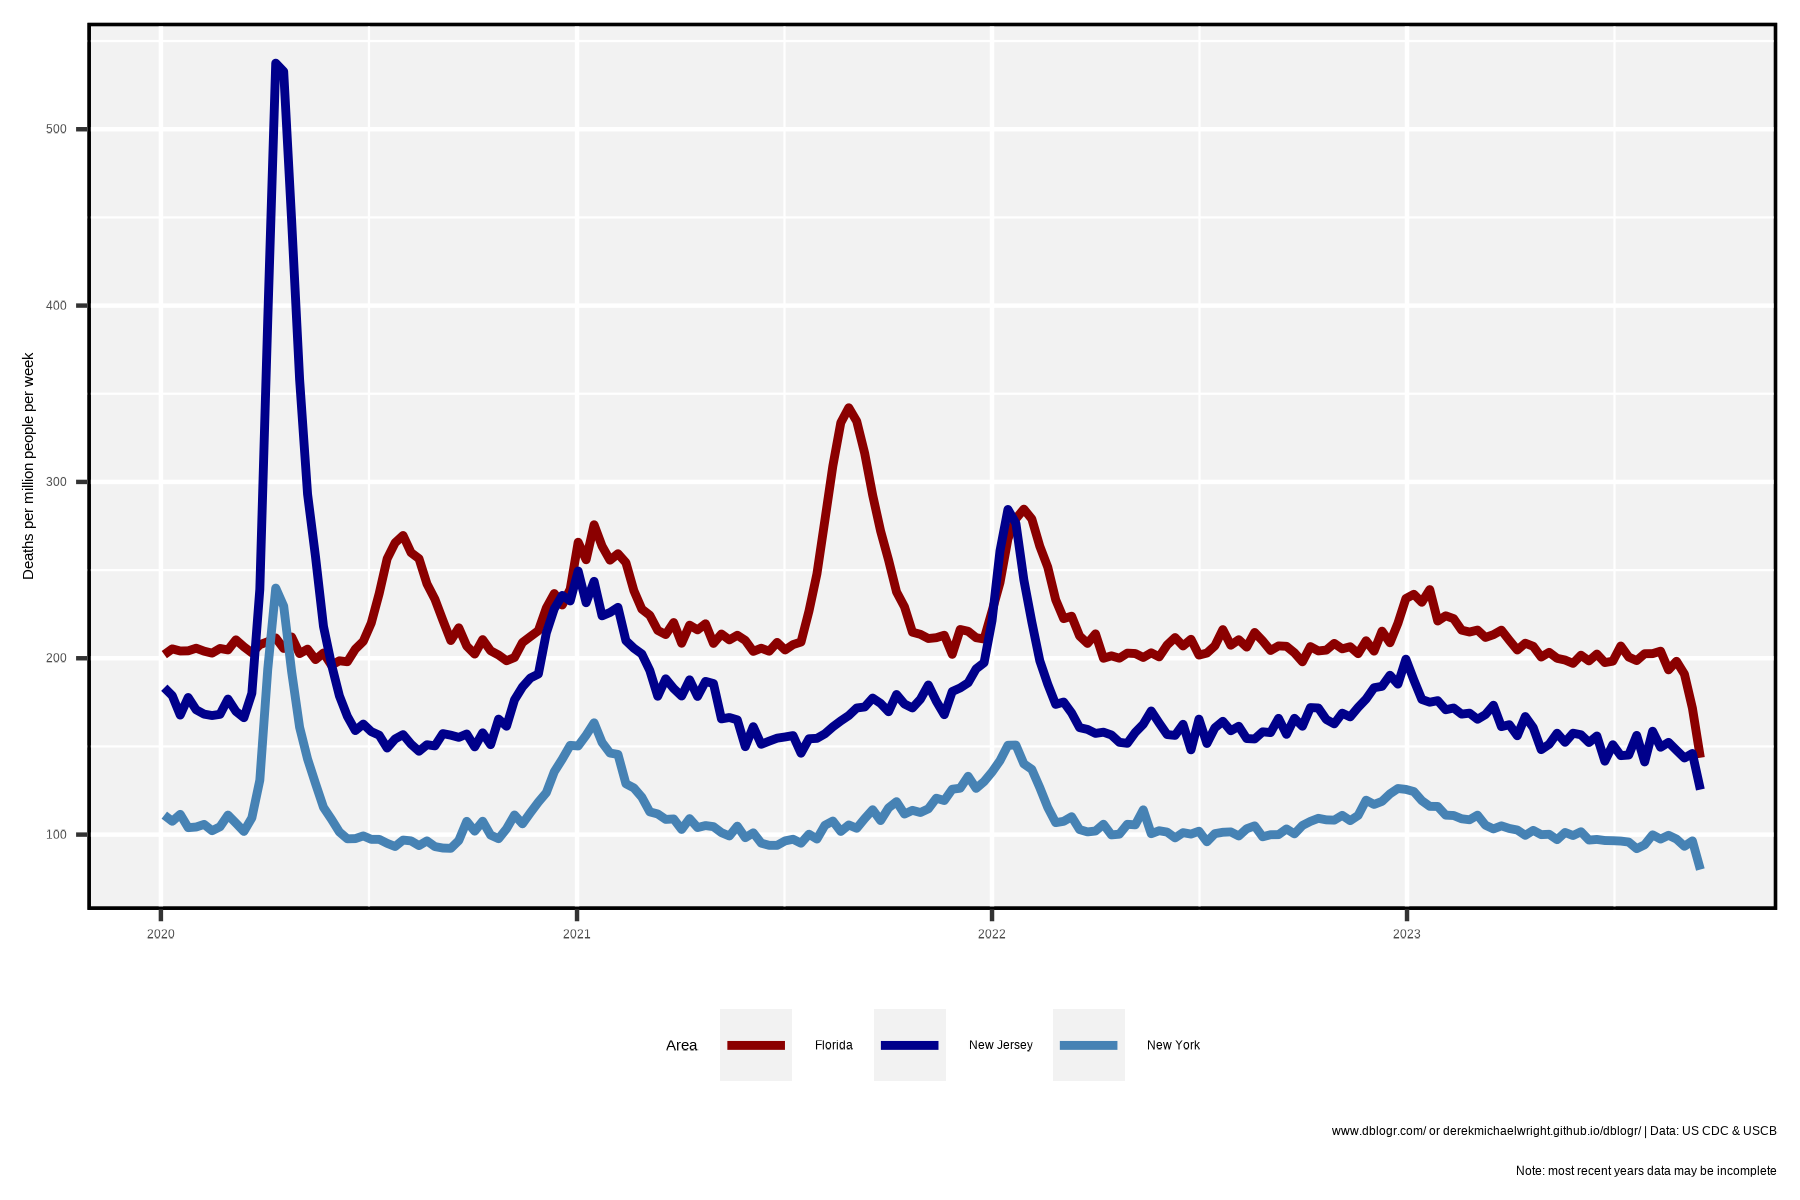 Deaths per million people per week
500
400
300
200
100
2020
2021
2022
2023
Area
Florida
New Jersey
New York
www.dblogr.com/ or derekmichaelwright.github.io/dblogr/ | Data: US CDC & USCB
Note: most recent years data may be incomplete